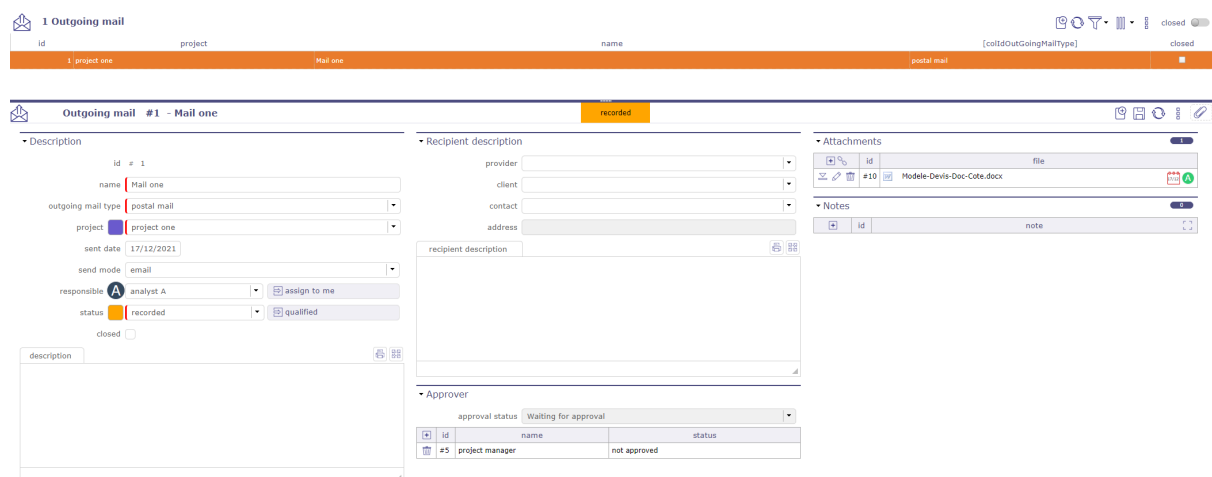 1 Outgoing mail
closed
id project name [colIdOutGoingMailType] closed
1 project one Mail one postal mail
Outgoing mail #1 - Mail one
recorded
Description
id # 1
name Mail one
outgoing mail type postal mail
project project one
sent date 17/12/2021
send mode email
responsible A analyst A assign to me
status recorded qualified
closed
description
Recipient description
provider
client
contact
address
recipient description
Approver
approval status Waiting for approval
id name status
#5 project manager not approved
Attachments 1
id file
#10 Modele-Devis-Doc-Cote.docx A
Notes 0
id note